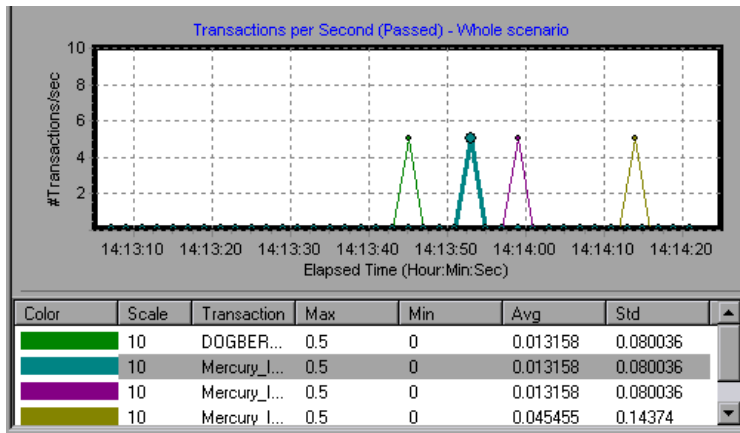 Transactions per Second (Passed) - Whole scenario
10
8
6
4
2
#Transactions/sec
14:13:10 14:13:20 14:13:30 14:13:40 14:13:50 14:14:00 14:14:10 14:14:20
Elapsed Time (Hour:Min:Sec)
Color Scale Transaction Max Min Avg Std
10 DOGBER... 0.5 0 0.013158 0.080036
10 Mercury_I... 0.5 0 0.013158 0.080036
10 Mercury_I... 0.5 0 0.013158 0.080036
10 Mercury_I... 0.5 0 0.045455 0.14374